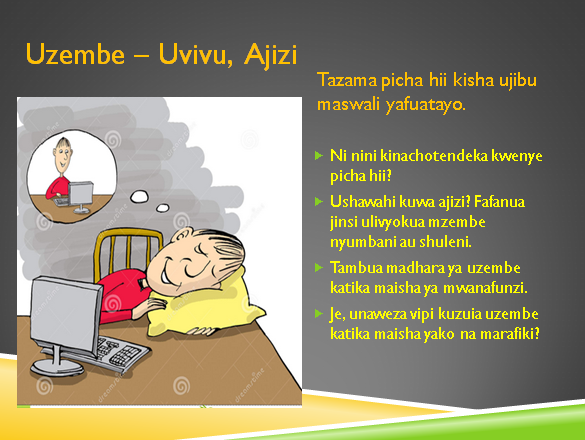 Uzembe – Uvivu, Ajizi
Tazama picha hii kisha ujibu
maswali yafuatayo.
Ni nini kinachotendeka kwenye
picha hii?
Ushawahi kuwa ajizi? Fafanua
jinsi ulivyokua mzembe
nyumbani au shuleni.
Tambua madhara ya uzembe
katika maisha ya mwanafunzi.
Je, unaweza vipi kuzuia uzembe
katika maisha yako na marafiki?